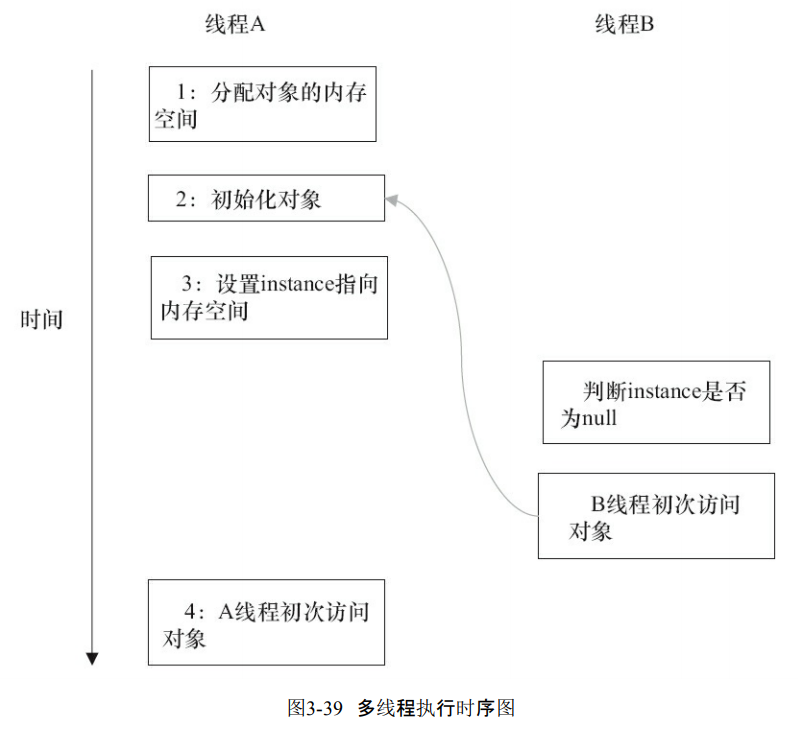 线程A
线程B
1：分配对象的内存
空间
2：初始化对象
3：设置instance指向
内存空间
时间
判断instance是否
为null
B线程初次访问
对象
4：A线程初次访问
对象
图3-39 多线程执行时序图